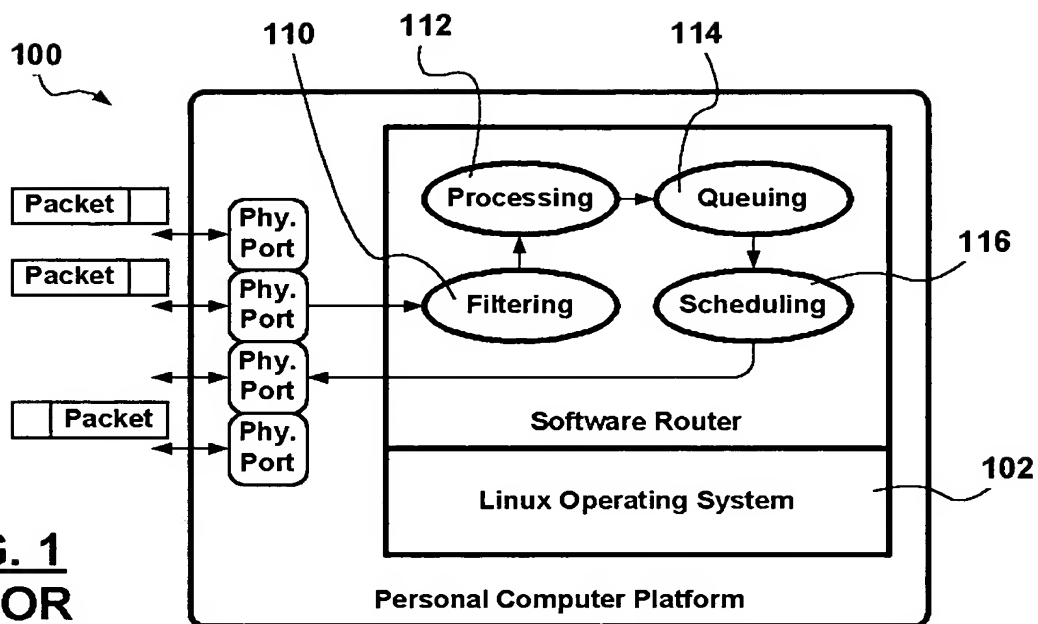 100
110
112
114
Packet
Phy.
Port
Processing
Queuing
116
Packet
Phy.
Port
Filtering
Scheduling
Phy.
Port
Packet
Software Router
Phy.
Port
102
Linux Operating System
1
Personal Computer Platform